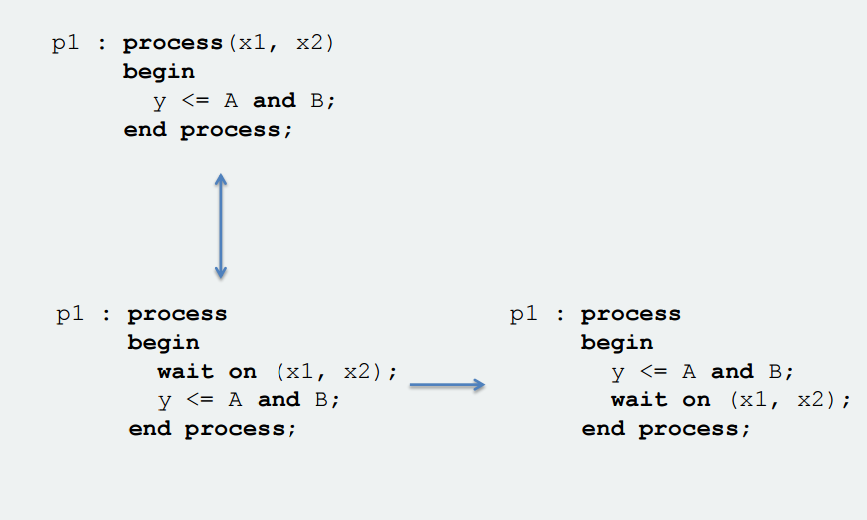 p1 : process(x1, x2)
begin
y <= A and B;
end process;
p1 : process
begin
wait on (x1, x2);
y <= A and B;
end process;
p1 : process
begin
y <= A and B;
wait on (x1, x2);
end process;